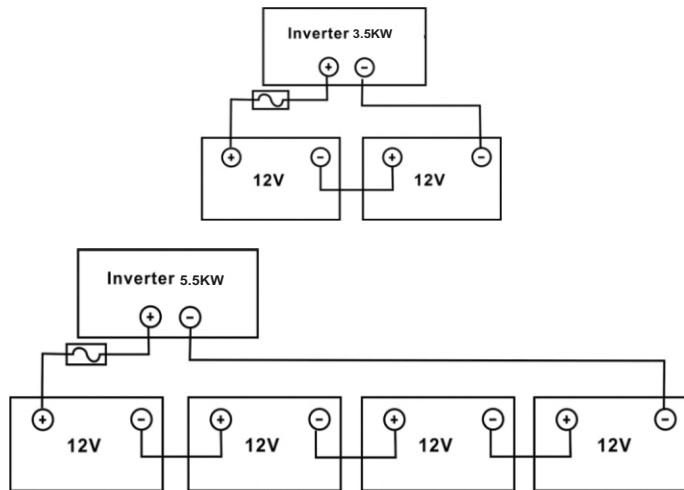 Inverter 3.5KW
+ −
+ − + −
12V 12V
Inverter 5.5KW
+ −
+ − + − + − + −
12V 12V 12V 12V